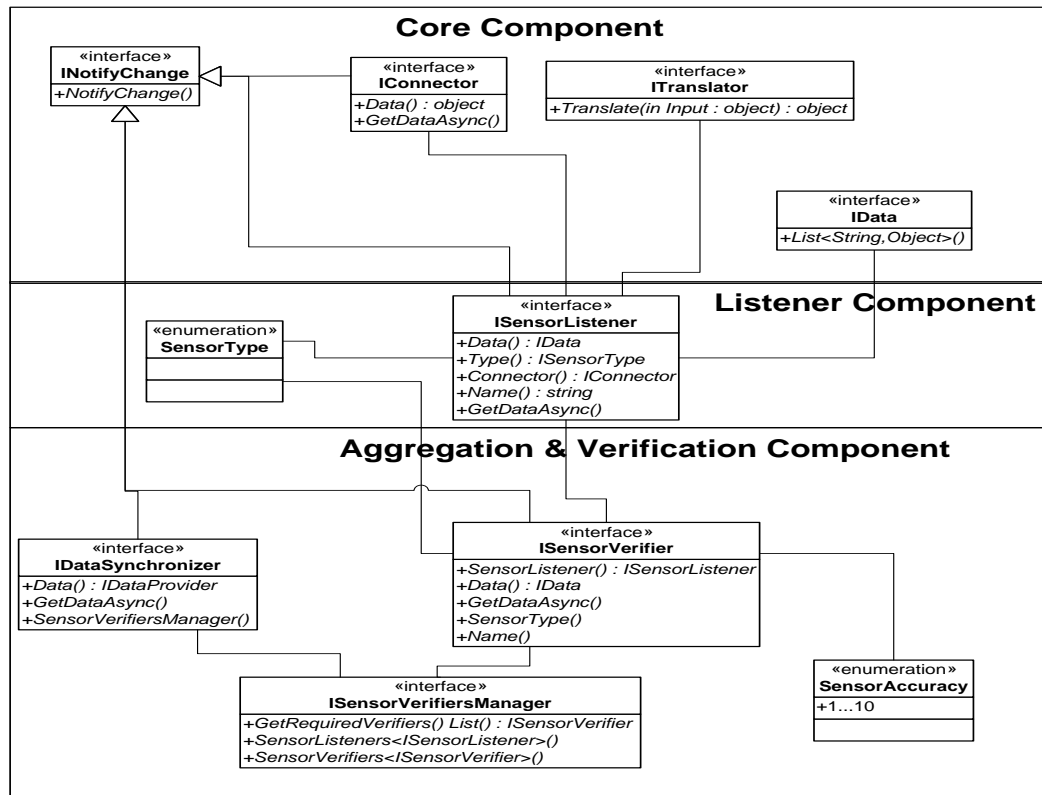 Core Component
«interface»
INotifyChange
+NotifyChange()
«interface»
IConnector
+Data() : object
+GetDataAsync()
«interface»
ITranslator
+Translate(in Input : object) : object
«interface»
IData
+List<String,Object>()
Listener Component
«enumeration»
SensorType
«interface»
ISensorListener
+Data() : IData
+Type() : ISensorType
+Connector() : IConnector
+Name() : string
+GetDataAsync()
Aggregation & Verification Component
«interface»
IDataSynchronizer
+Data() : IDataProvider
+GetDataAsync()
+SensorVerifiersManager()
«interface»
ISensorVerifier
+SensorListener() : ISensorListener
+Data() : IData
+GetDataAsync()
+SensorType()
+Name()
«interface»
ISensorVerifiersManager
+GetRequiredVerifiers() List() : ISensorVerifier
+SensorListeners<ISensorListener>()
+SensorVerifiers<ISensorVerifier>()
«enumeration»
SensorAccuracy
+1...10